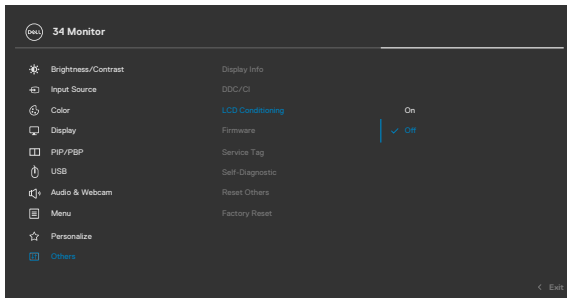 DELL 34 Monitor
Brightness/Contrast Display Info
Input Source DDC/CI
Color LCD Conditioning On
Display Firmware Off
PIP/PBP Service Tag
USB Self-Diagnostic
Audio & Webcam Reset Others
Menu Factory Reset
Personalize
Others
Exit